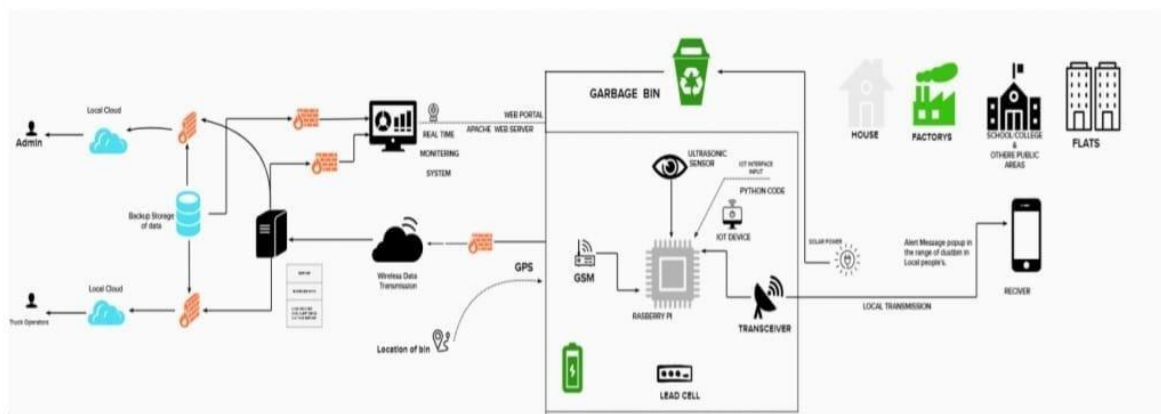 Local Cloud
Admin
Backup Storage
of data
Local Cloud
Truck Operators
REAL TIME
MONITERING
SYSTEM
WEB PORTAL
APACHE WEB SERVER
Wireless Data
Transmission
GPS
Location of bin
GARBAGE BIN
ULTRASONIC
SENSOR
IOT INTERFACE
INPUT
PYTHON CODE
IOT DEVICE
GSM
RASBERRY PI
TRANSCEIVER
LEAD CELL
SOLAR POWER
LOCAL TRANSMISSION
HOUSE
FACTORYS
SCHOOL/COLLEGE
&
OTHERE PUBLIC
AREAS
FLATS
Alert Message popup in
the range of dustbin in
Local people's.
RECIVER